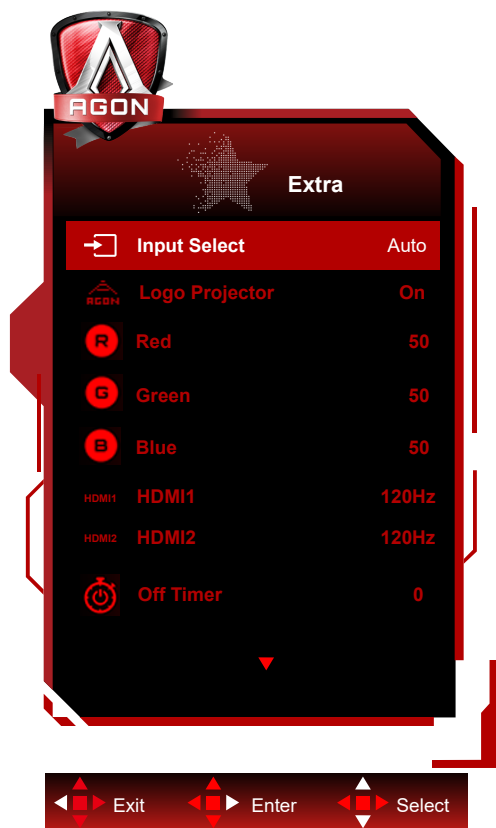 AGON
Extra
Input Select Auto
AGON Logo Projector On
R Red 50
G Green 50
B Blue 50
HDMI1 HDMI1 120Hz
HDMI2 HDMI2 120Hz
Off Timer 0
Exit Enter Select